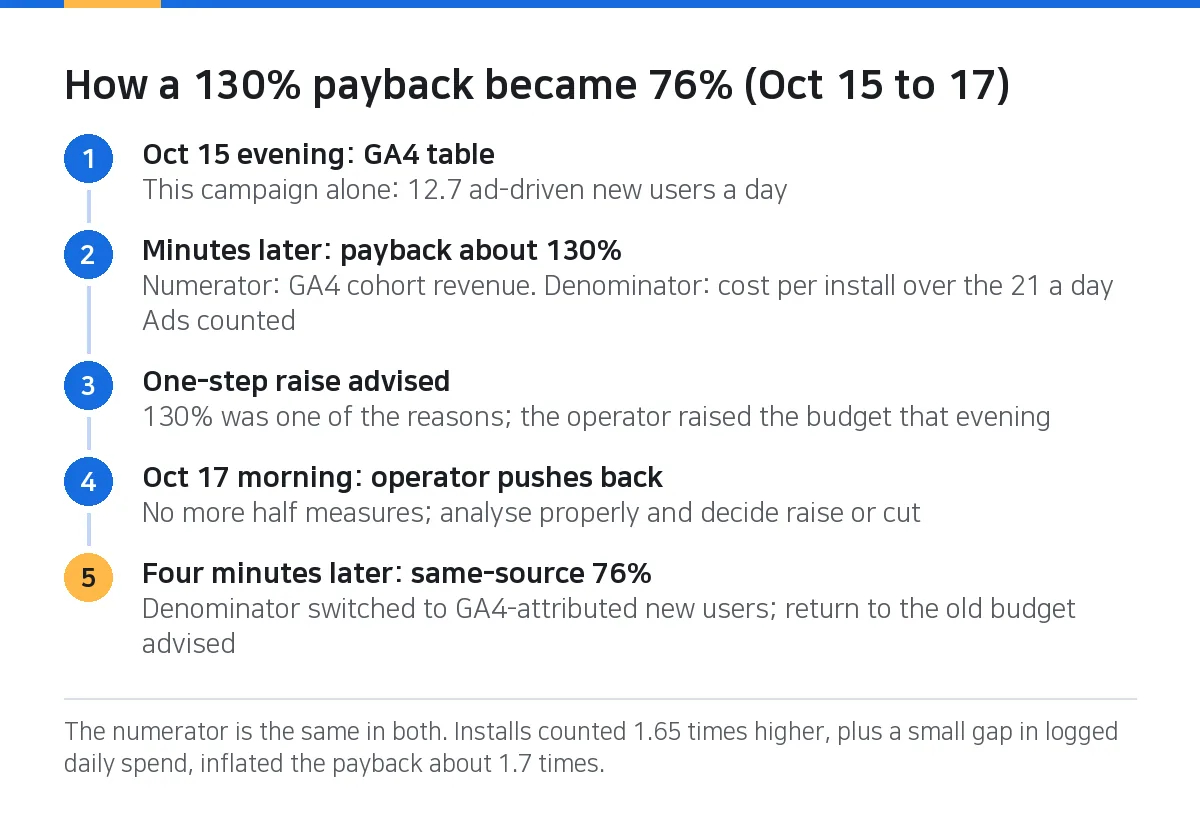 How a 130% payback became 76% (Oct 15 to 17)
1
Oct 15 evening: GA4 table
This campaign alone: 12.7 ad-driven new users a day
2
Minutes later: payback about 130%
Numerator: GA4 cohort revenue. Denominator: cost per install over the 21 a day
Ads counted
3
One-step raise advised
130% was one of the reasons; the operator raised the budget that evening
4
Oct 17 morning: operator pushes back
No more half measures; analyse properly and decide raise or cut
5
Four minutes later: same-source 76%
Denominator switched to GA4-attributed new users; return to the old budget
advised
The numerator is the same in both. Installs counted 1.65 times higher, plus a small gap in logged
daily spend, inflated the payback about 1.7 times.